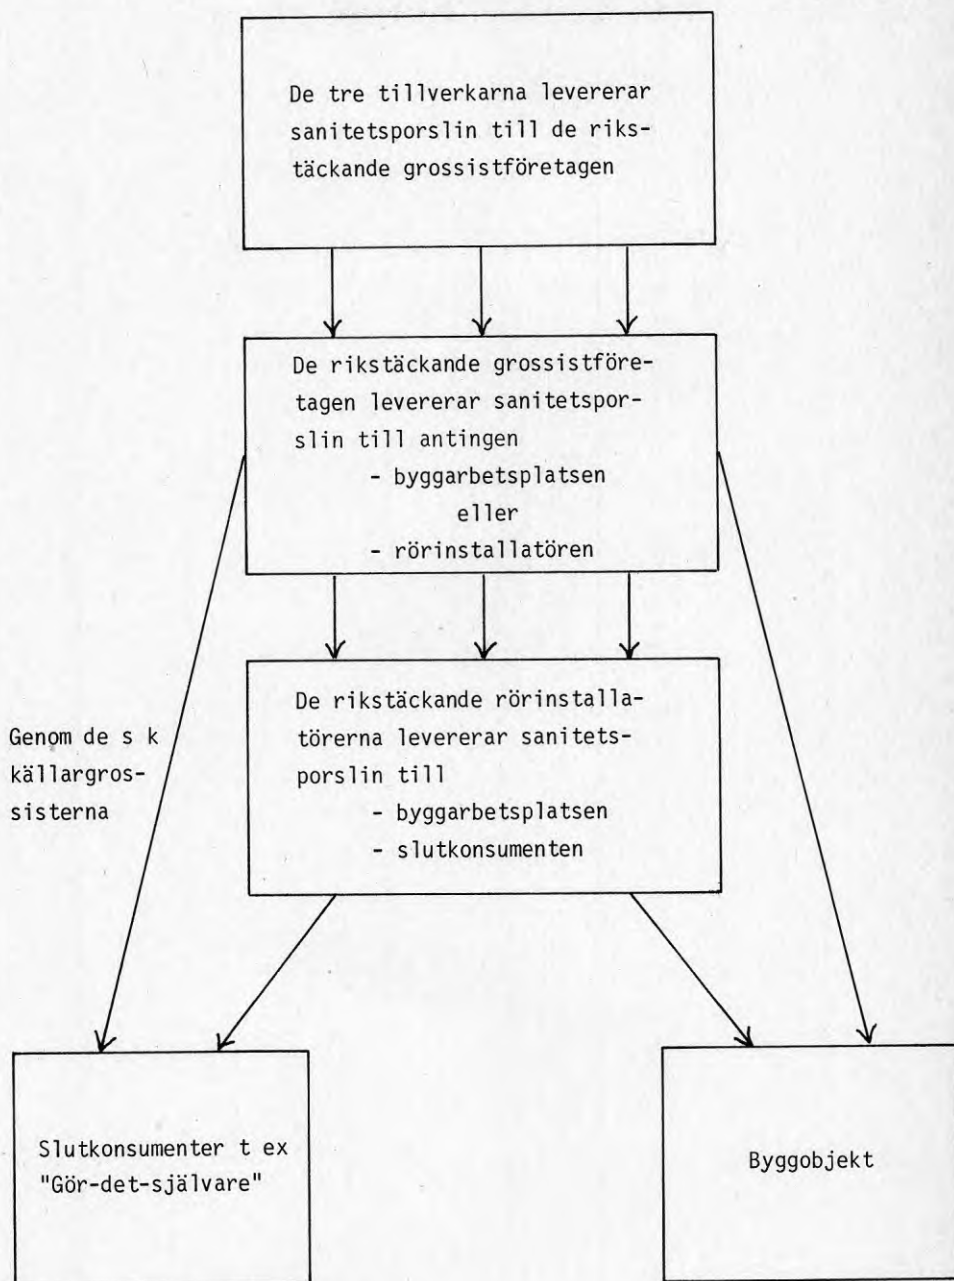 De tre tillverkarna levererar
sanitetsporslin till de riks-
täckande grossistföretagen
De rikstäckande grossistföre-
tagen levererar sanitetspor-
slin till antingen
- byggarbetsplatsen
eller
- rörinstallatören
De rikstäckande rörinstalla-
törerna levererar sanitets-
porslin till
- byggarbetsplatsen
- slutkonsumenten
Genom de s k
källargros-
sisterna
Slutkonsumenter t ex
"Gör-det-självare"
Byggobjekt